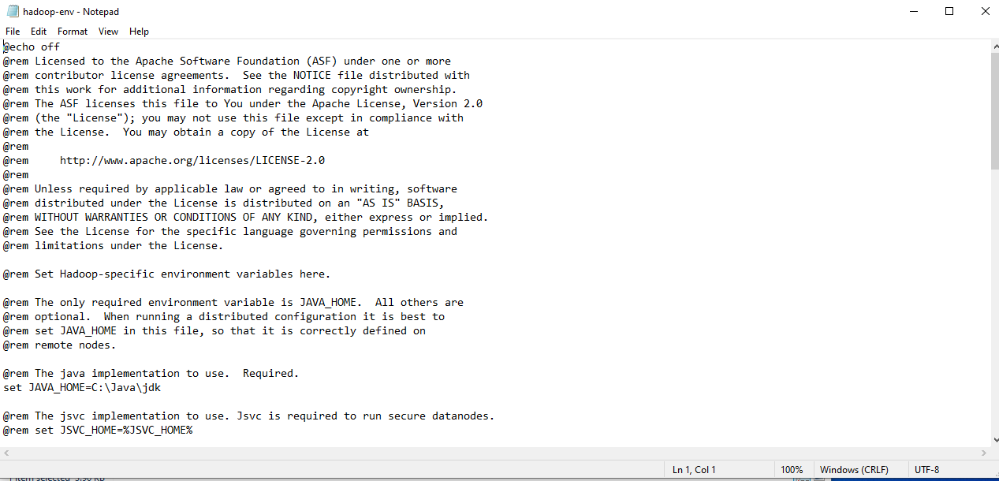 hadoop-env - Notepad
File Edit Format View Help
@echo off
@rem Licensed to the Apache Software Foundation (ASF) under one or more
@rem contributor license agreements.  See the NOTICE file distributed with
@rem this work for additional information regarding copyright ownership.
@rem The ASF licenses this file to You under the Apache License, Version 2.0
@rem (the "License"); you may not use this file except in compliance with
@rem the License.  You may obtain a copy of the License at
@rem
@rem     http://www.apache.org/licenses/LICENSE-2.0
@rem
@rem Unless required by applicable law or agreed to in writing, software
@rem distributed under the License is distributed on an "AS IS" BASIS,
@rem WITHOUT WARRANTIES OR CONDITIONS OF ANY KIND, either express or implied.
@rem See the License for the specific language governing permissions and
@rem limitations under the License.
@rem Set Hadoop-specific environment variables here.
@rem The only required environment variable is JAVA_HOME.  All others are
@rem optional.  When running a distributed configuration it is best to
@rem set JAVA_HOME in this file, so that it is correctly defined on
@rem remote nodes.
@rem The java implementation to use.  Required.
set JAVA_HOME=C:\Java\jdk
@rem The jsvc implementation to use. Jsvc is required to run secure datanodes.
@rem set JSVC_HOME=%JSVC_HOME%
Ln 1, Col 1 100% Windows (CRLF) UTF-8